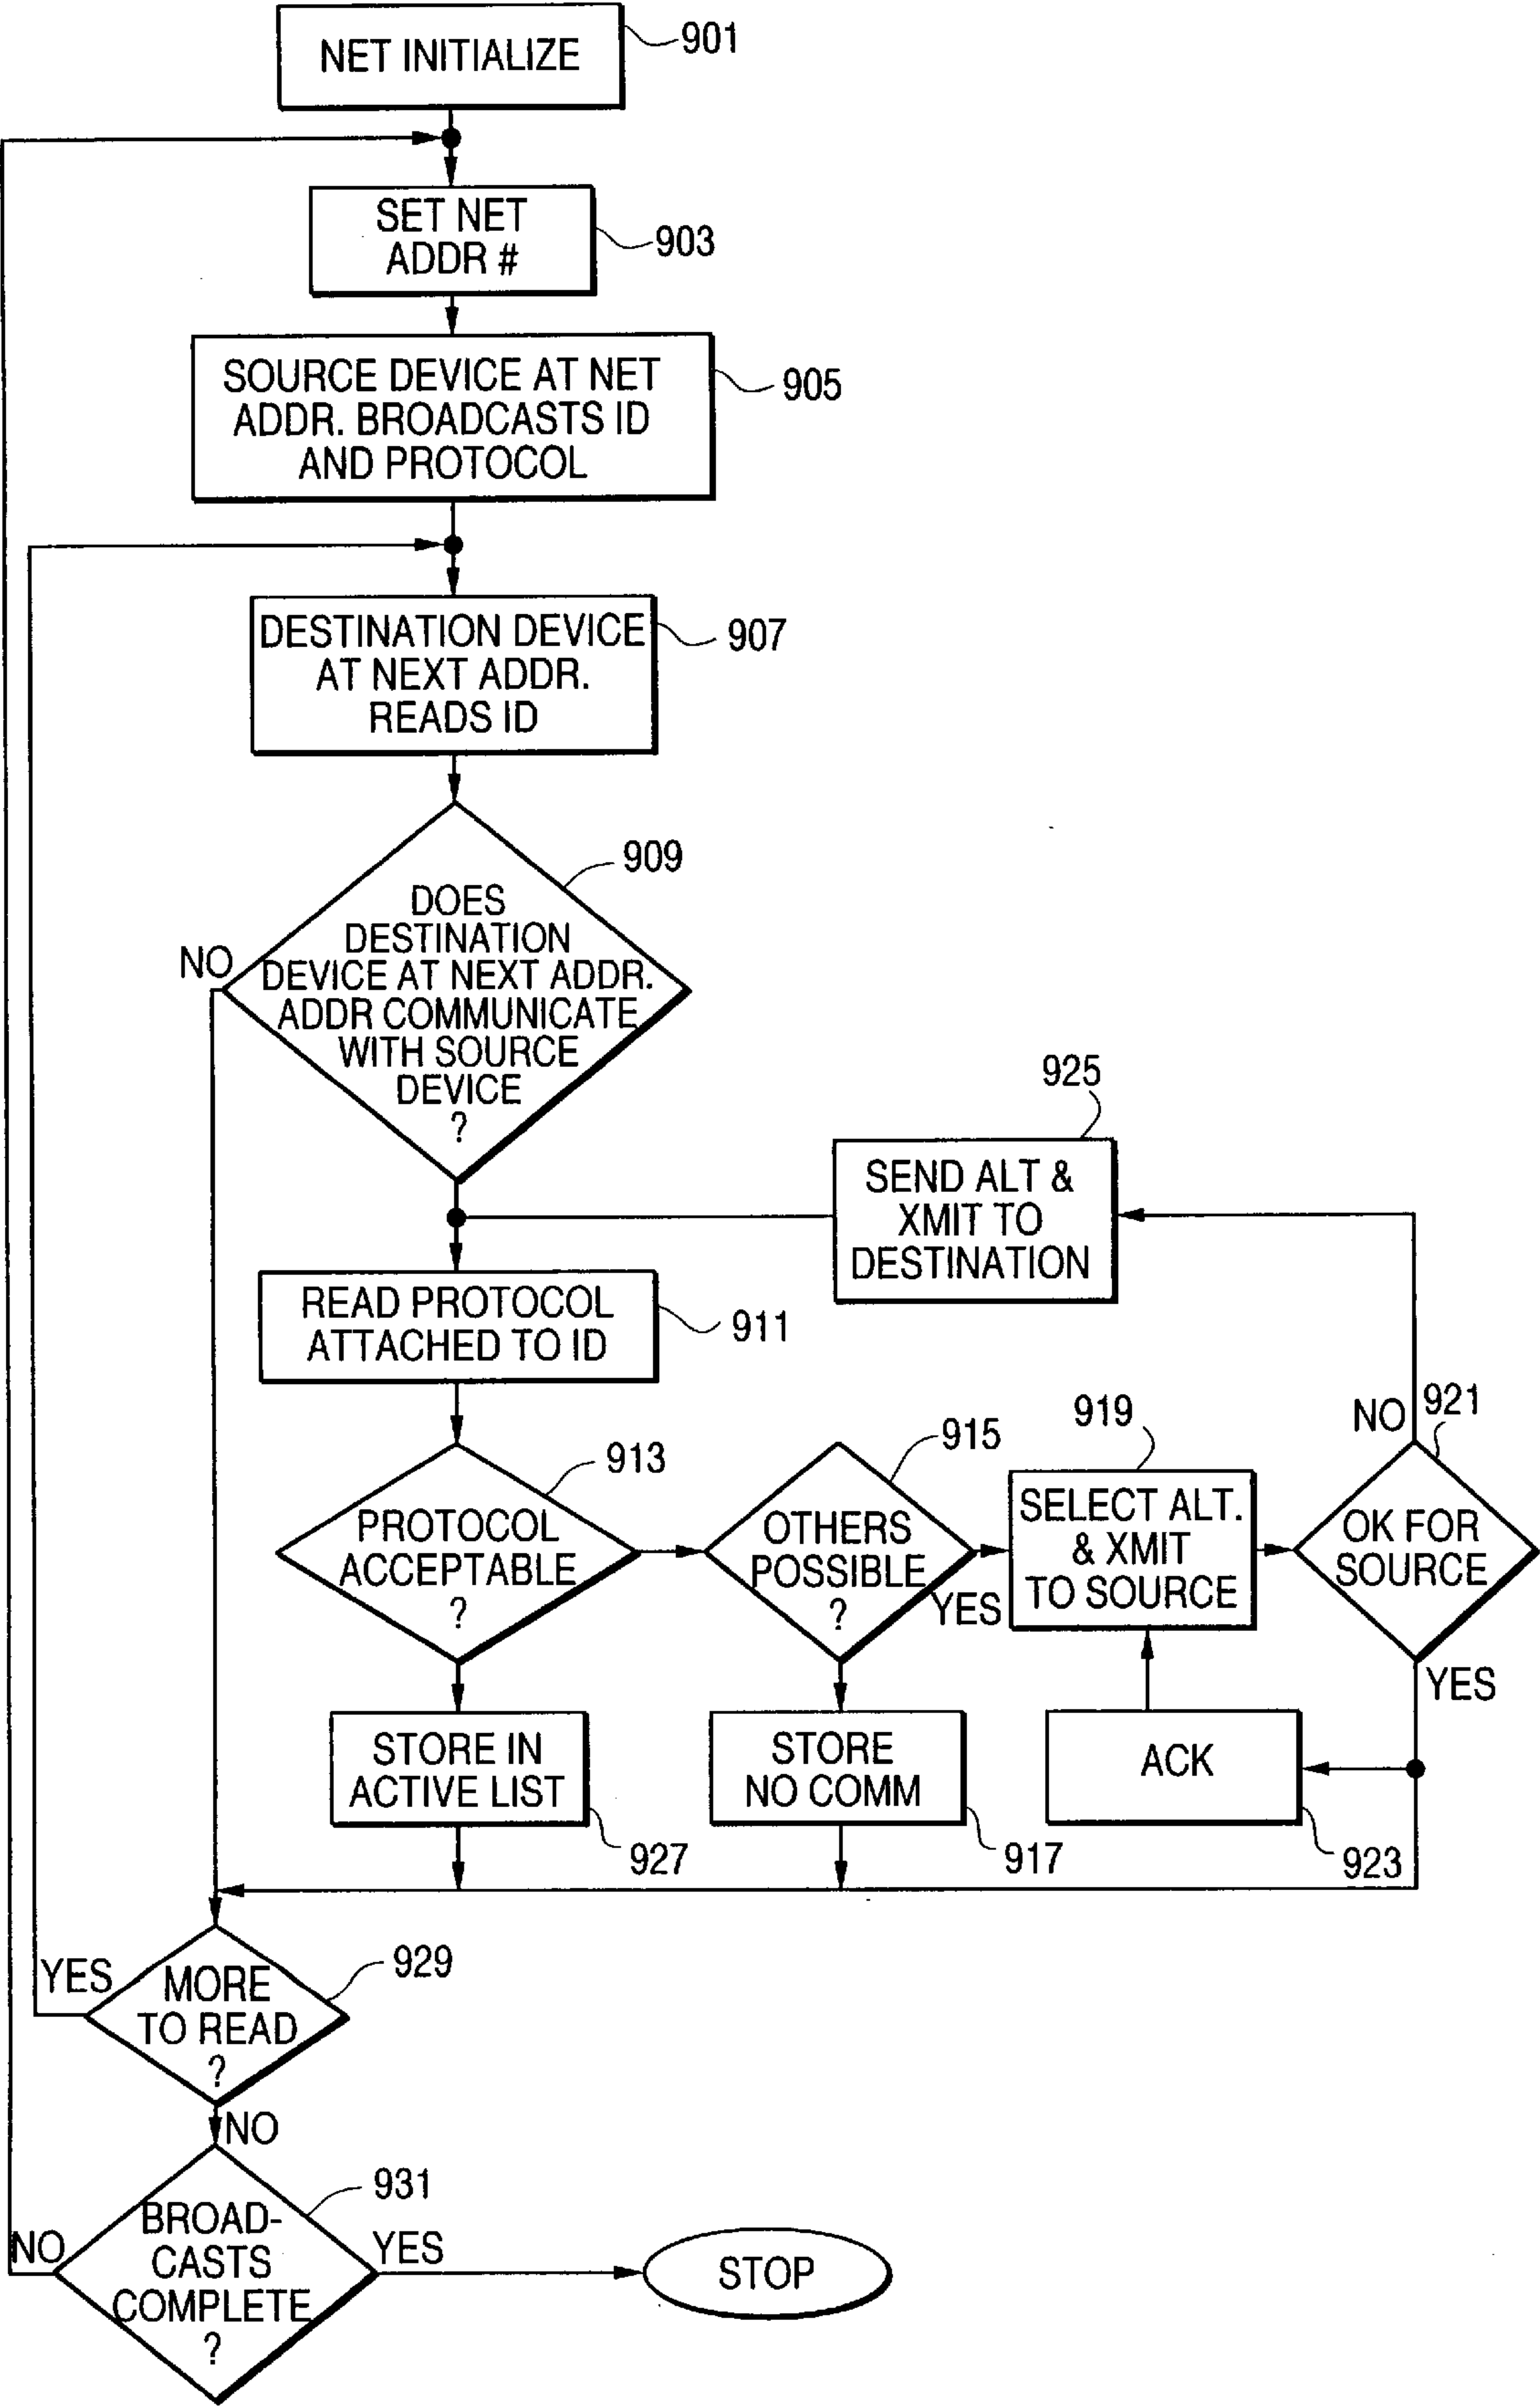 NET INITIALIZE
901
SET NET
ADDR #
903
SOURCE DEVICE AT NET
ADDR. BROADCASTS ID
AND PROTOCOL
905
DESTINATION DEVICE
AT NEXT ADDR.
READS ID
907
909
DOES
DESTINATION
DEVICE AT NEXT ADDR.
ADDR COMMUNICATE
WITH SOURCE
DEVICE
?
NO
925
SEND ALT &
XMIT TO
DESTINATION
READ PROTOCOL
ATTACHED TO ID
911
913
PROTOCOL
ACCEPTABLE
?
915
OTHERS
POSSIBLE
?
YES
919
SELECT ALT.
& XMIT
TO SOURCE
NO
921
OK FOR
SOURCE
YES
STORE IN
ACTIVE LIST
927
STORE
NO COMM
917
ACK
923
YES
MORE
TO READ
?
929
NO
931
BROAD-
CASTS
COMPLETE
?
NO
YES
STOP